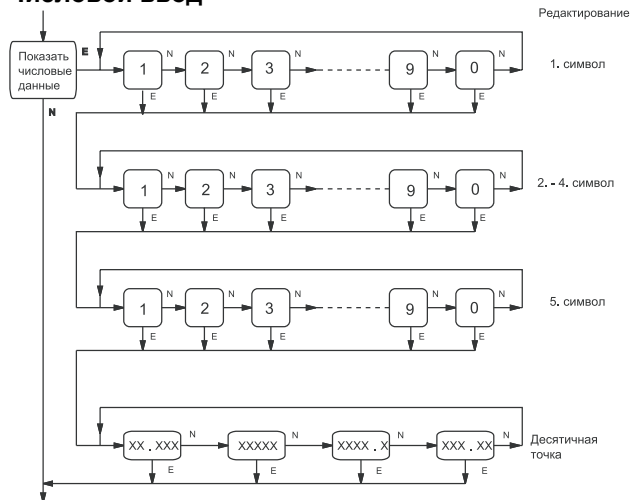 Числовой ввод
Редактирование
Показать
числовые
данные
E
N
1 N 2 N 3 N 9 N 0 N
1. символ
E E E E E
1 N 2 N 3 N 9 N 0 N
2. - 4. символ
E E E E E
1 N 2 N 3 N 9 N 0 N
5. символ
E E E E E
XX.XXX N XXXXX N XXXX.X N XXX.XX N
Десятичная
точка
E E E E